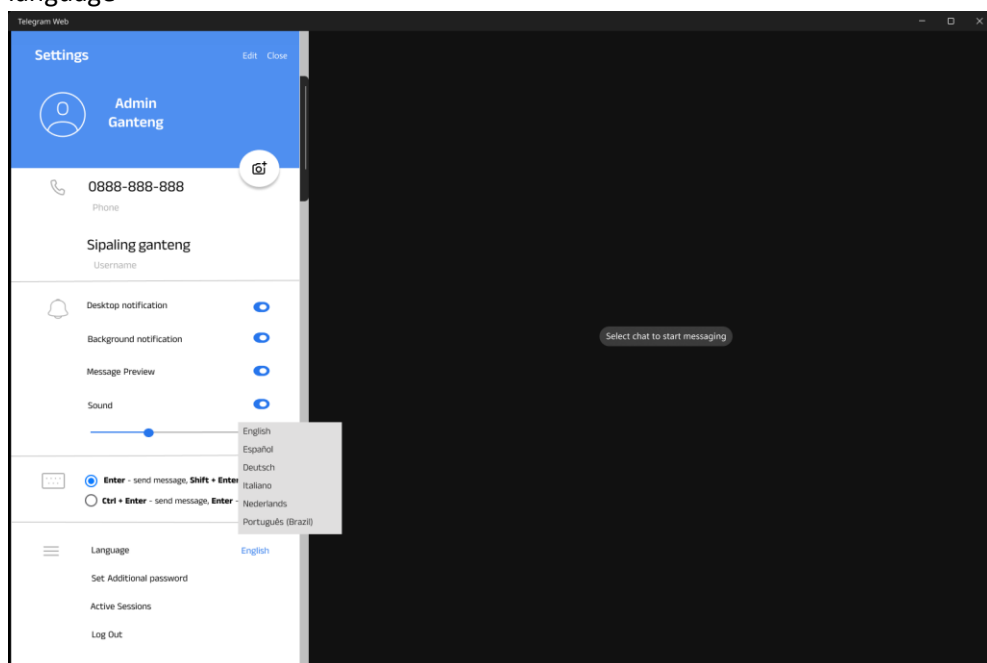 language
Telegram Web
Settings
Edit Close
Admin
Ganteng
0888-888-888
Phone
Sipaling ganteng
Username
Desktop notification
Background notification
Message Preview
Sound
English
Español
Deutsch
Italiano
Nederlands
Português (Brazil)
Enter - send message, Shift + Enter
Ctrl + Enter - send message, Enter -
Language English
Set Additional password
Active Sessions
Log Out
Select chat to start messaging